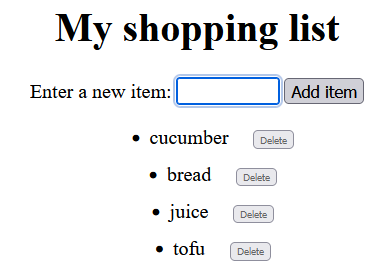 My shopping list
Enter a new item: Add item
cucumber Delete
bread Delete
juice Delete
tofu Delete